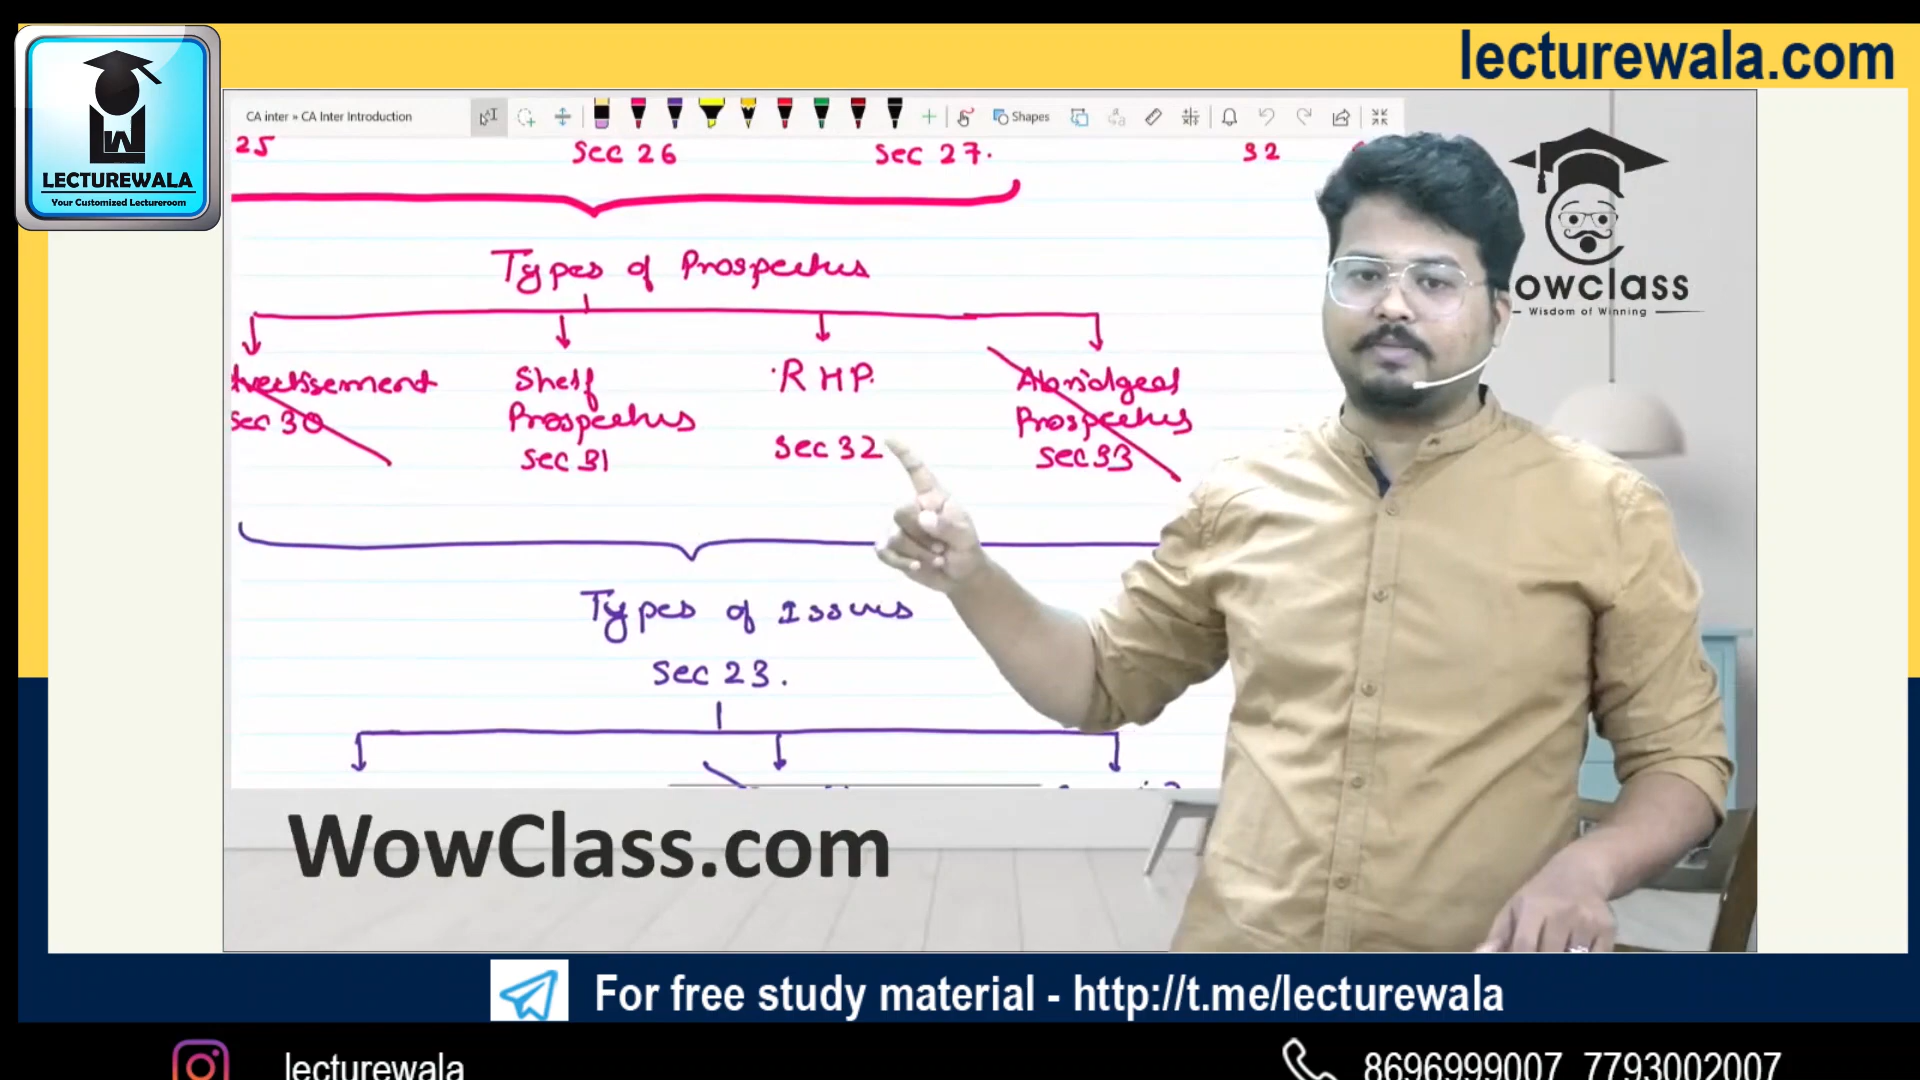 lecturewala.com
LW
LECTUREWALA
Your Customized Lectureroom
CA inter » CA Inter Introduction
Shapes
25
Sec 26
Sec 27.
32
Types of Prospectus
dvertissement
Sec 30
Shelf
Prospectus
Sec 31
RHP.
Sec 32
Abridged
Prospectus
Sec 33
Types of Issues
Sec 23.
owclass
Wisdom of Winning
WowClass.com
For free study material - http://t.me/lecturewala
lecturewala
8696999007 7793002007